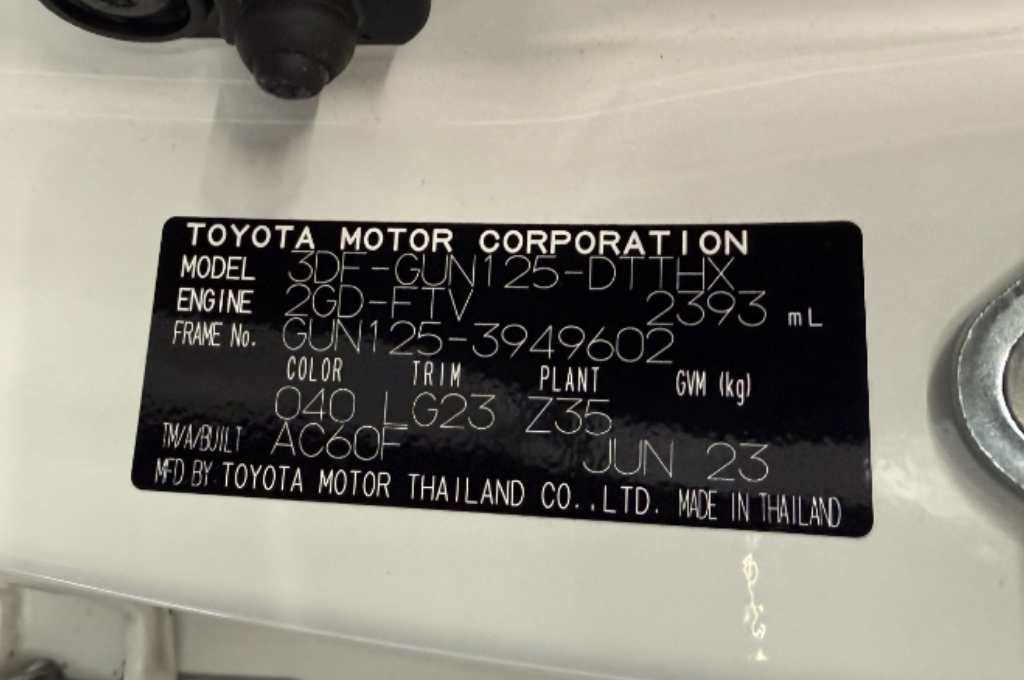 TOYOTA MOTOR CORPORATION
MODEL 3DF-GUN125-DTTHX
ENGINE 2GD-FTV 2393 mL
FRAME No. GUN125-3949602
COLOR TRIM PLANT GVM (kg)
040 LG23 Z35
TM/A/BUILT AC60F JUN 23
MFD BY TOYOTA MOTOR THAILAND CO.,LTD. MADE IN THAILAND